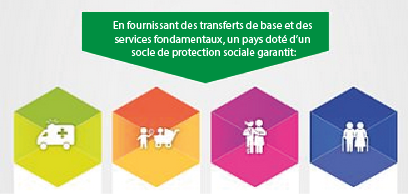 En fournissant des transferts de base et des
services fondamentaux, un pays doté d'un
socle de protection sociale garantit: